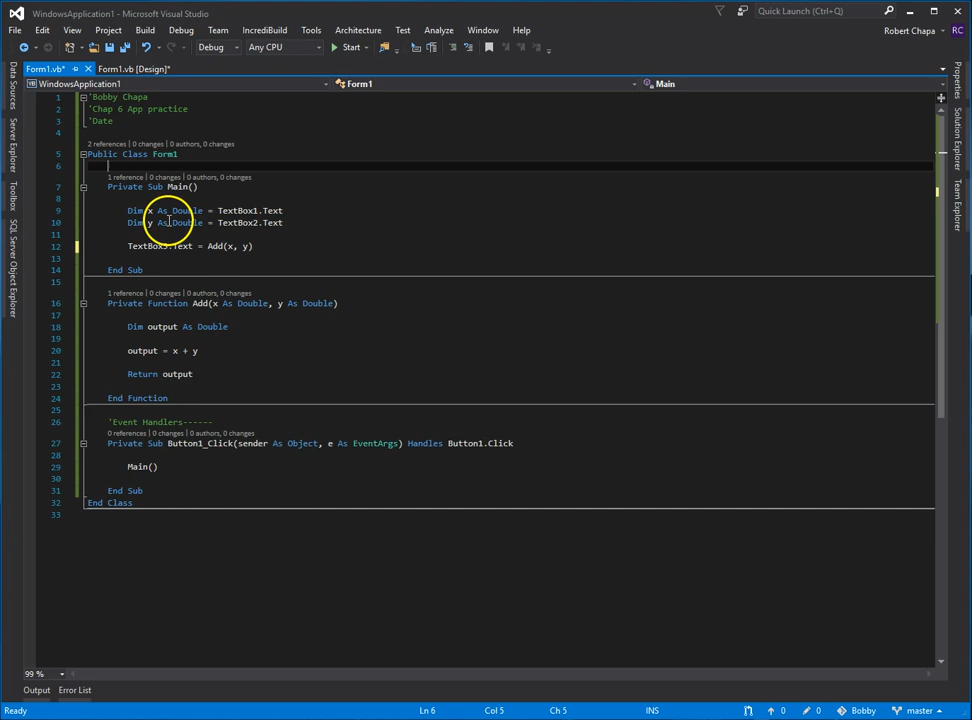 WindowsApplication1 - Microsoft Visual Studio
Quick Launch (Ctrl+Q)
File Edit View Project Build Debug Team IncrediBuild Tools Architecture Test Analyze Window Help
Robert Chapa RC
Debug Any CPU Start
Form1.vb* Form1.vb [Design]*
WindowsApplication1 Form1 Main
Data Sources
Server Explorer
Toolbox
SQL Server Object Explorer
Properties
Solution Explorer
Team Explorer
1 'Bobby Chapa
2 'Chap 6 App practice
3 'Date
4
2 references | 0 changes | 0 authors, 0 changes
5 Public Class Form1
6
1 reference | 0 changes | 0 authors, 0 changes
7 Private Sub Main()
8
9 Dim x As Double = TextBox1.Text
10 Dim y As Double = TextBox2.Text
11
12 TextBox3.Text = Add(x, y)
13
14 End Sub
15
1 reference | 0 changes | 0 authors, 0 changes
16 Private Function Add(x As Double, y As Double)
17
18 Dim output As Double
19
20 output = x + y
21
22 Return output
23
24 End Function
25
26 'Event Handlers------
0 references | 0 changes | 0 authors, 0 changes
27 Private Sub Button1_Click(sender As Object, e As EventArgs) Handles Button1.Click
28
29 Main()
30
31 End Sub
32 End Class
33
99 %
Output Error List
Ready Ln 6 Col 5 Ch 5 INS 0 0 Bobby master